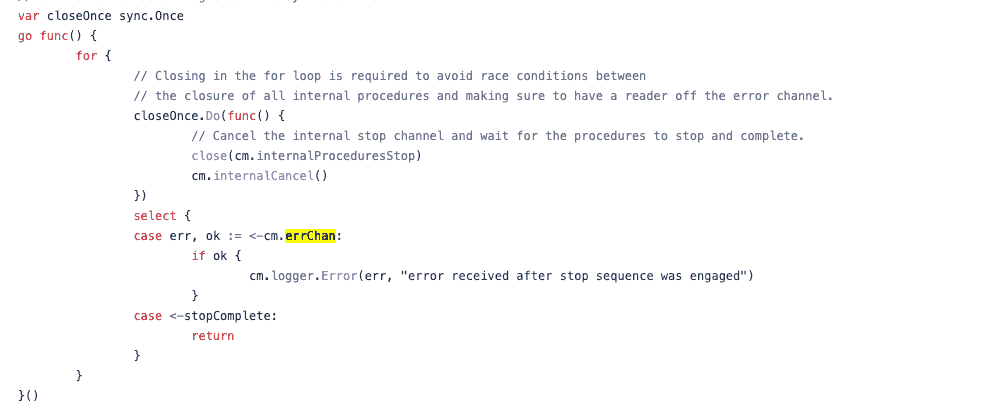 var closeOnce sync.Once
go func() {
for {
// Closing in the for loop is required to avoid race conditions between
// the closure of all internal procedures and making sure to have a reader off the error channel.
closeOnce.Do(func() {
// Cancel the internal stop channel and wait for the procedures to stop and complete.
close(cm.internalProceduresStop)
cm.internalCancel()
})
select {
case err, ok := <-cm.errChan:
if ok {
cm.logger.Error(err, "error received after stop sequence was engaged")
}
case <-stopComplete:
return
}
}
}()